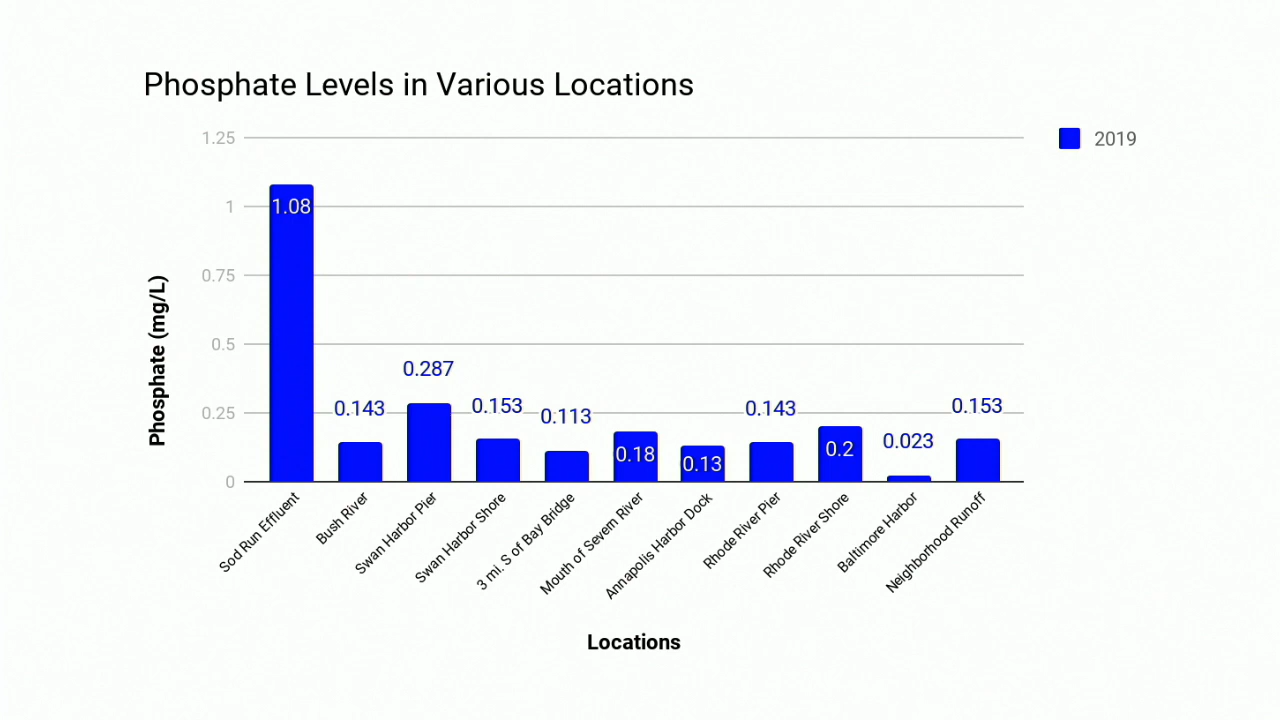 Phosphate Levels in Various Locations
2019
Phosphate (mg/L)
1.25
1
0.75
0.5
0.25
0
1.08
0.143
0.287
0.153
0.113
0.18
0.13
0.143
0.2
0.023
0.153
Sod Run Effluent
Bush River
Swan Harbor Pier
Swan Harbor Shore
3 mi. S of Bay Bridge
Mouth of Severn River
Annapolis Harbor Dock
Rhode River Pier
Rhode River Shore
Baltimore Harbor
Neighborhood Runoff
Locations